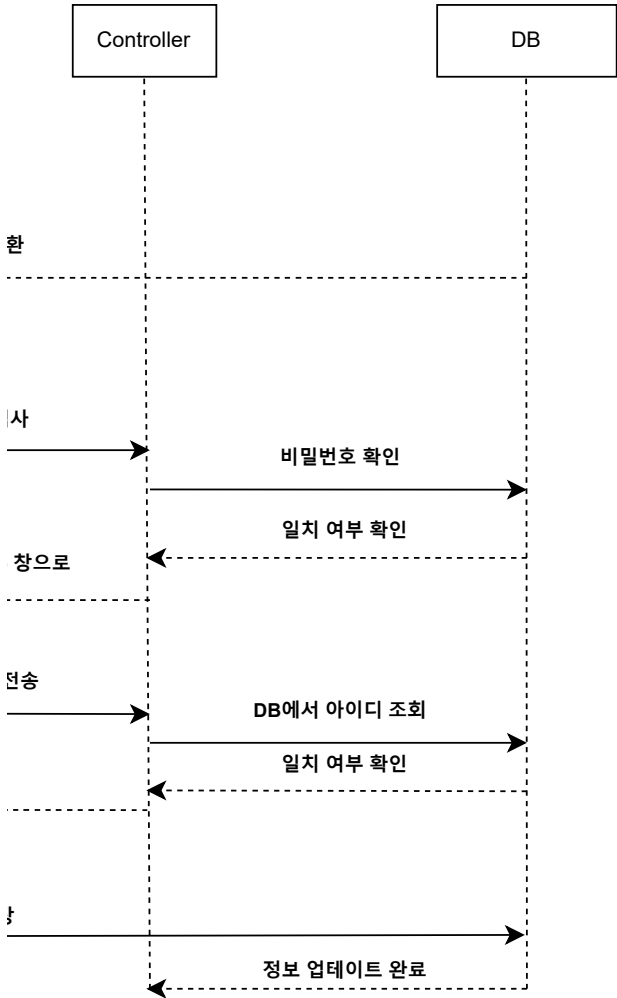 Controller
DB
환
사
비밀번호 확인
일치 여부 확인
창으로
전송
DB에서 아이디 조회
일치 여부 확인
정보 업테이트 완료